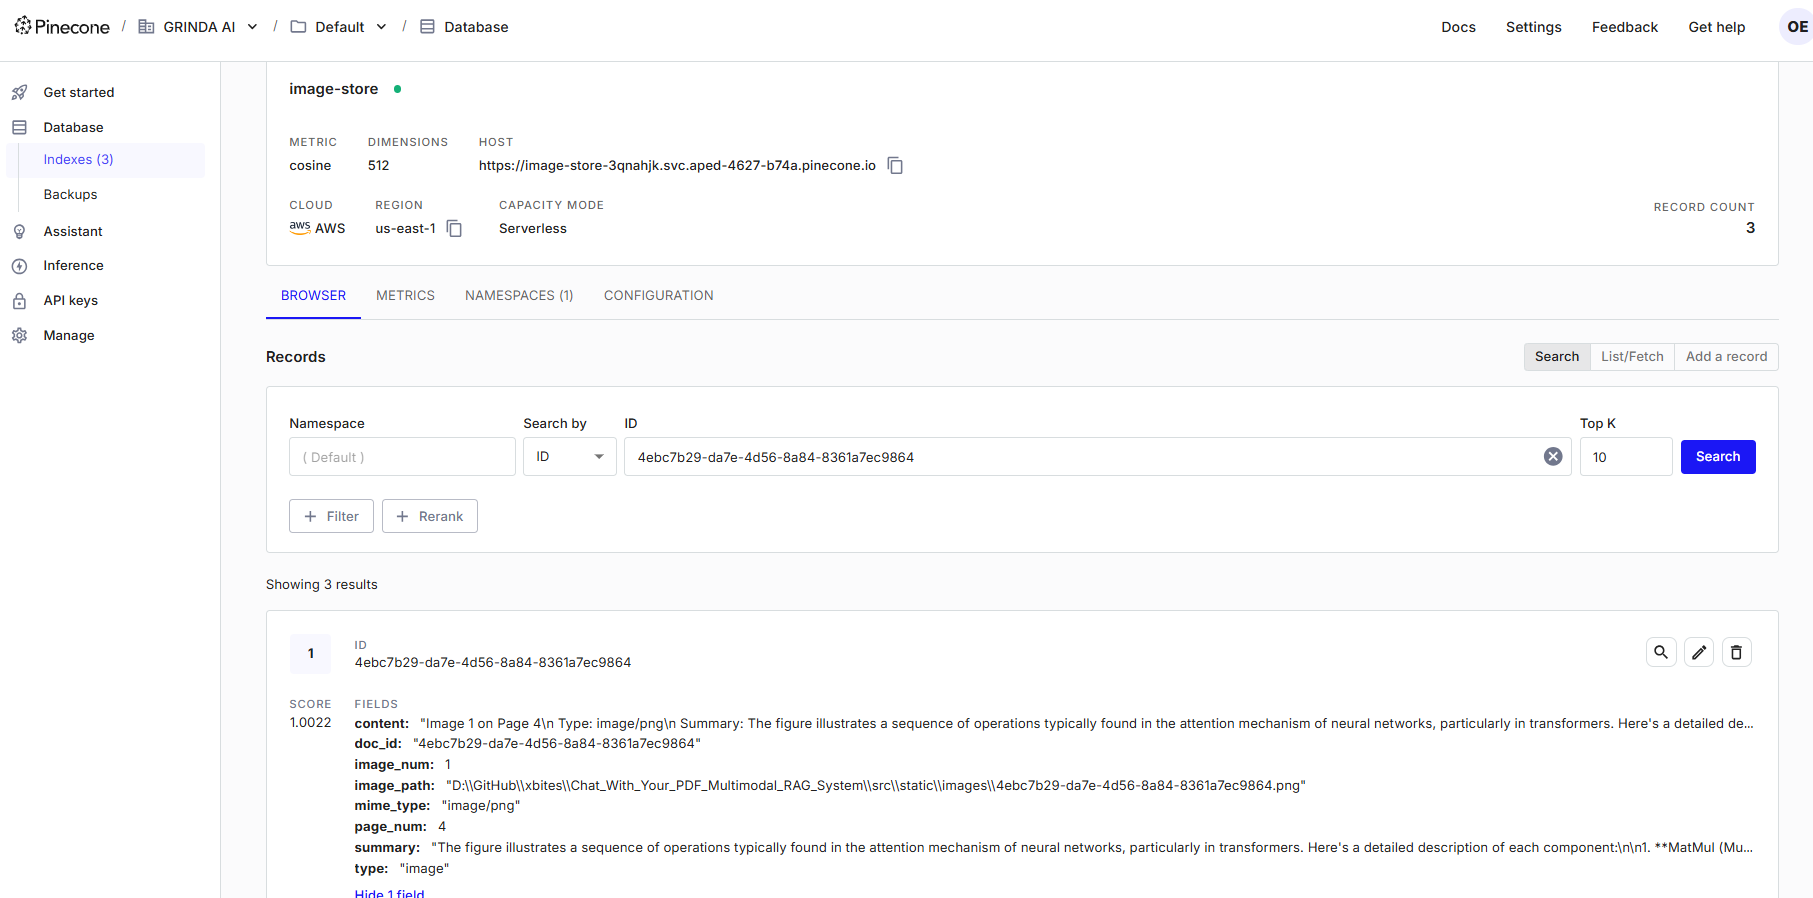 Pinecone / GRINDA AI / Default / Database Docs Settings Feedback Get help OE
Get started
Database
Indexes (3)
Backups
Assistant
Inference
API keys
Manage
image-store
METRIC DIMENSIONS HOST
cosine 512 https://image-store-3qnahjk.svc.aped-4627-b74a.pinecone.io
CLOUD REGION CAPACITY MODE RECORD COUNT
aws AWS us-east-1 Serverless 3
BROWSER METRICS NAMESPACES (1) CONFIGURATION
Records Search List/Fetch Add a record
Namespace Search by ID Top K
( Default ) ID 4ebc7b29-da7e-4d56-8a84-8361a7ec9864 10 Search
+ Filter + Rerank
Showing 3 results
1 ID
4ebc7b29-da7e-4d56-8a84-8361a7ec9864
SCORE FIELDS
1.0022 content: "Image 1 on Page 4\n Type: image/png\n Summary: The figure illustrates a sequence of operations typically found in the attention mechanism of neural networks, particularly in transformers. Here's a detailed de...
doc_id: "4ebc7b29-da7e-4d56-8a84-8361a7ec9864"
image_num: 1
image_path: "D:\\GitHub\\xbites\\Chat_With_Your_PDF_Multimodal_RAG_System\\src\\static\\images\\4ebc7b29-da7e-4d56-8a84-8361a7ec9864.png"
mime_type: "image/png"
page_num: 4
summary: "The figure illustrates a sequence of operations typically found in the attention mechanism of neural networks, particularly in transformers. Here's a detailed description of each component:\n\n1. **MatMul (Mu...
type: "image"
Hide 1 field